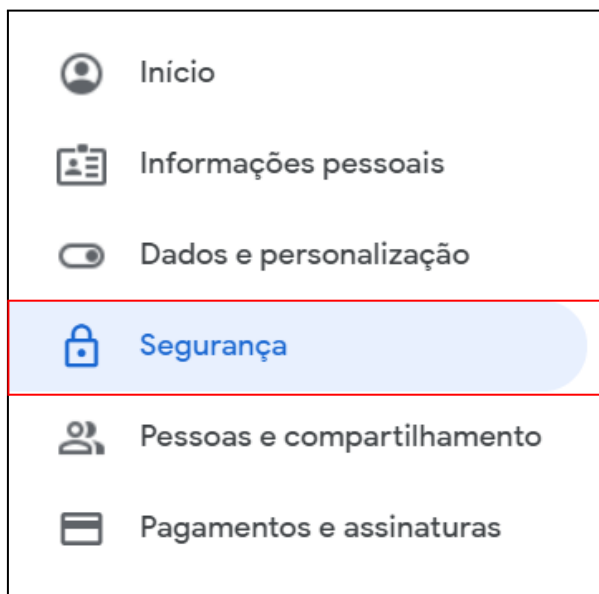 Início
Informações pessoais
Dados e personalização
Segurança
Pessoas e compartilhamento
Pagamentos e assinaturas